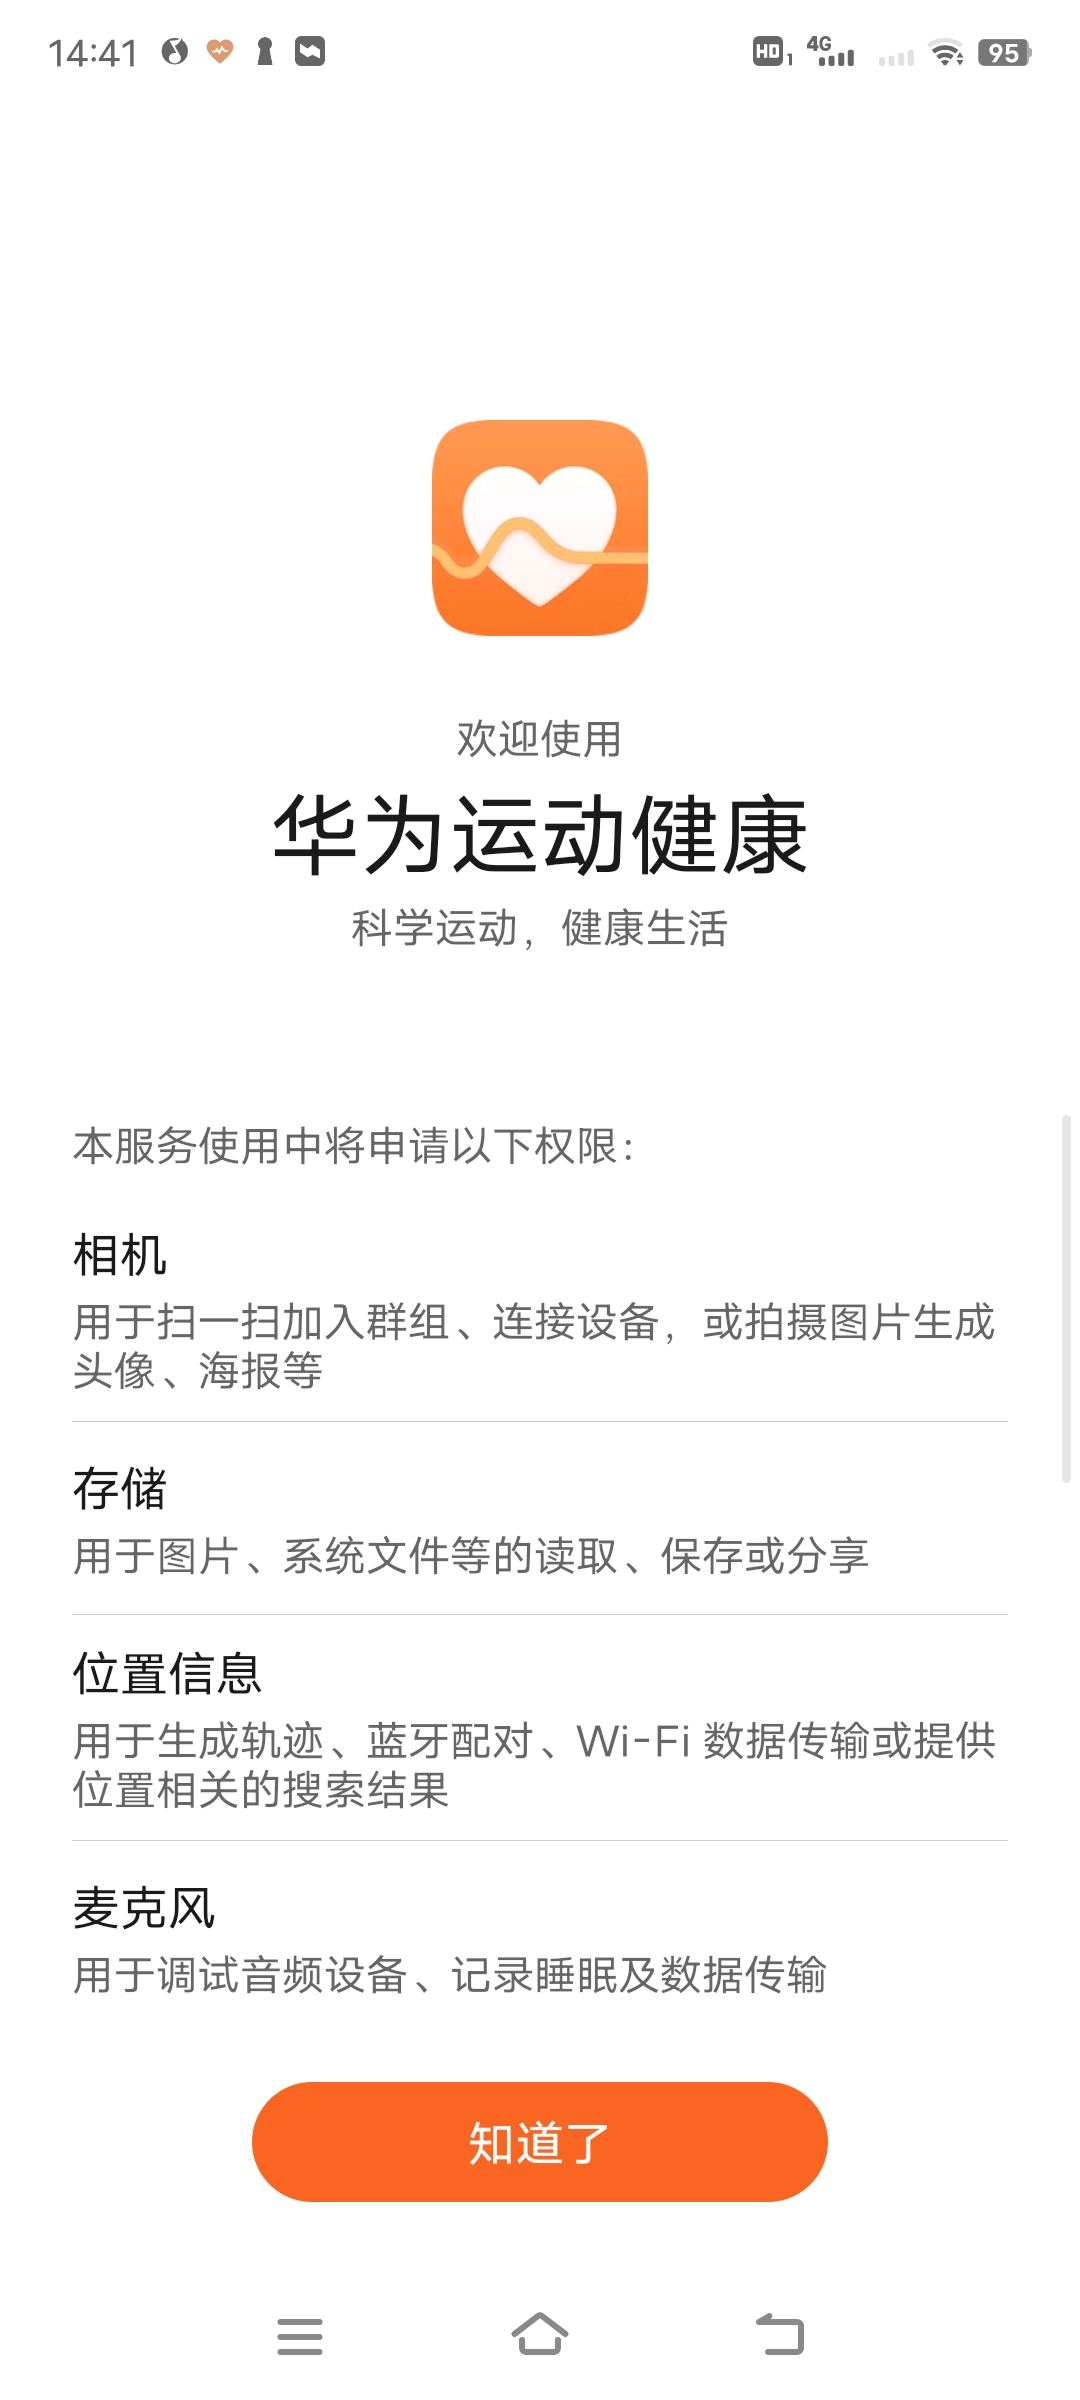 14:41
HD 1 4G 95
欢迎使用
华为运动健康
科学运动，健康生活
本服务使用中将申请以下权限：
相机
用于扫一扫加入群组、连接设备，或拍摄图片生成
头像、海报等
存储
用于图片、系统文件等的读取、保存或分享
位置信息
用于生成轨迹、蓝牙配对、Wi-Fi 数据传输或提供
位置相关的搜索结果
麦克风
用于调试音频设备、记录睡眠及数据传输
知道了